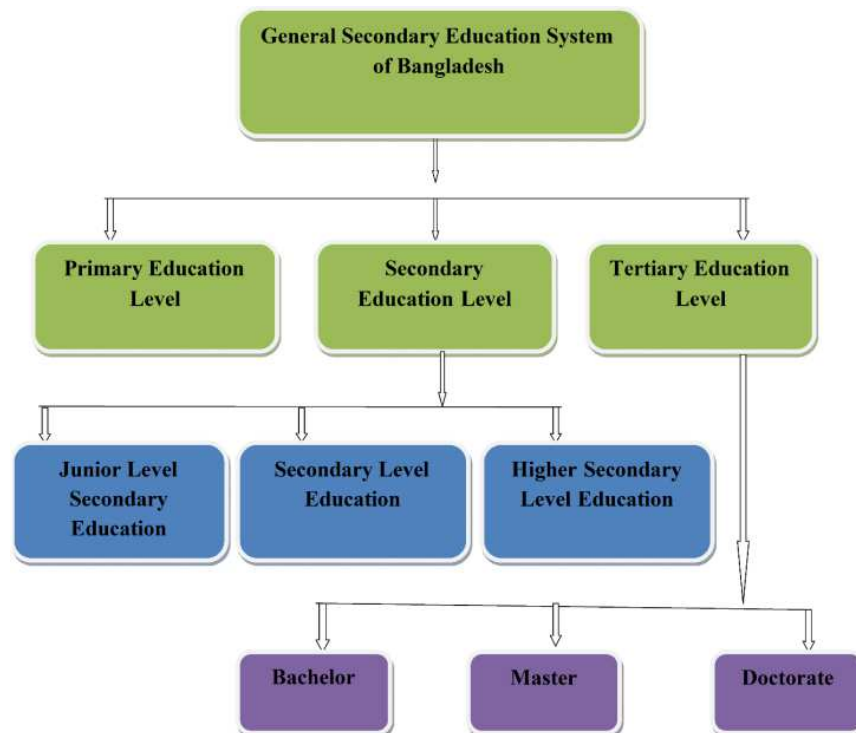 General Secondary Education System
of Bangladesh
Primary Education
Level
Secondary
Education Level
Tertiary Education
Level
Junior Level
Secondary
Education
Secondary Level
Education
Higher Secondary
Level Education
Bachelor
Master
Doctorate